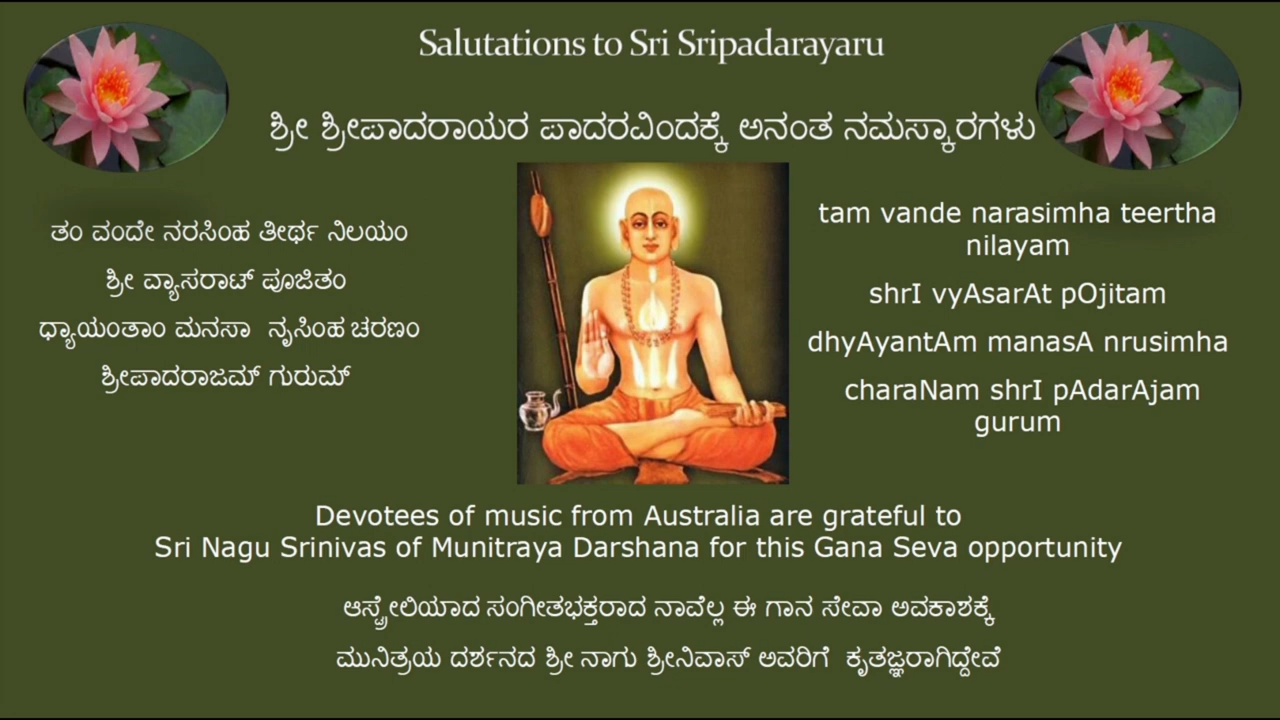 Salutations to Sri Sripadarayaru
ಶ್ರೀ ಶ್ರೀಪಾದರಾಯರ ಪಾದರವಿಂದಕ್ಕೆ ಅನಂತ ನಮಸ್ಕಾರಗಳು
ತಂ ವಂದೇ ನರಸಿಂಹ ತೀರ್ಥ ನಿಲಯಂ
ಶ್ರೀ ವ್ಯಾಸರಾಟ್ ಪೂಜಿತಂ
ಧ್ಯಾಯಂತಾಂ ಮನಸಾ ನೃಸಿಂಹ ಚರಣಂ
ಶ್ರೀಪಾದರಾಜಮ್ ಗುರುಮ್
tam vande narasimha teertha
nilayam
shrI vyAsarAt pOjitam
dhyAyantAm manasA nrusimha
charaNam shrI pAdarAjam
gurum
Devotees of music from Australia are grateful to
Sri Nagu Srinivas of Munitraya Darshana for this Gana Seva opportunity
ಆಸ್ಟ್ರೇಲಿಯಾದ ಸಂಗೀತಭಕ್ತರಾದ ನಾವೆಲ್ಲ ಈ ಗಾನ ಸೇವಾ ಅವಕಾಶಕ್ಕೆ
ಮುನಿತ್ರಯ ದರ್ಶನದ ಶ್ರೀ ನಾಗು ಶ್ರೀನಿವಾಸ್ ಅವರಿಗೆ ಕೃತಜ್ಞರಾಗಿದ್ದೇವೆ